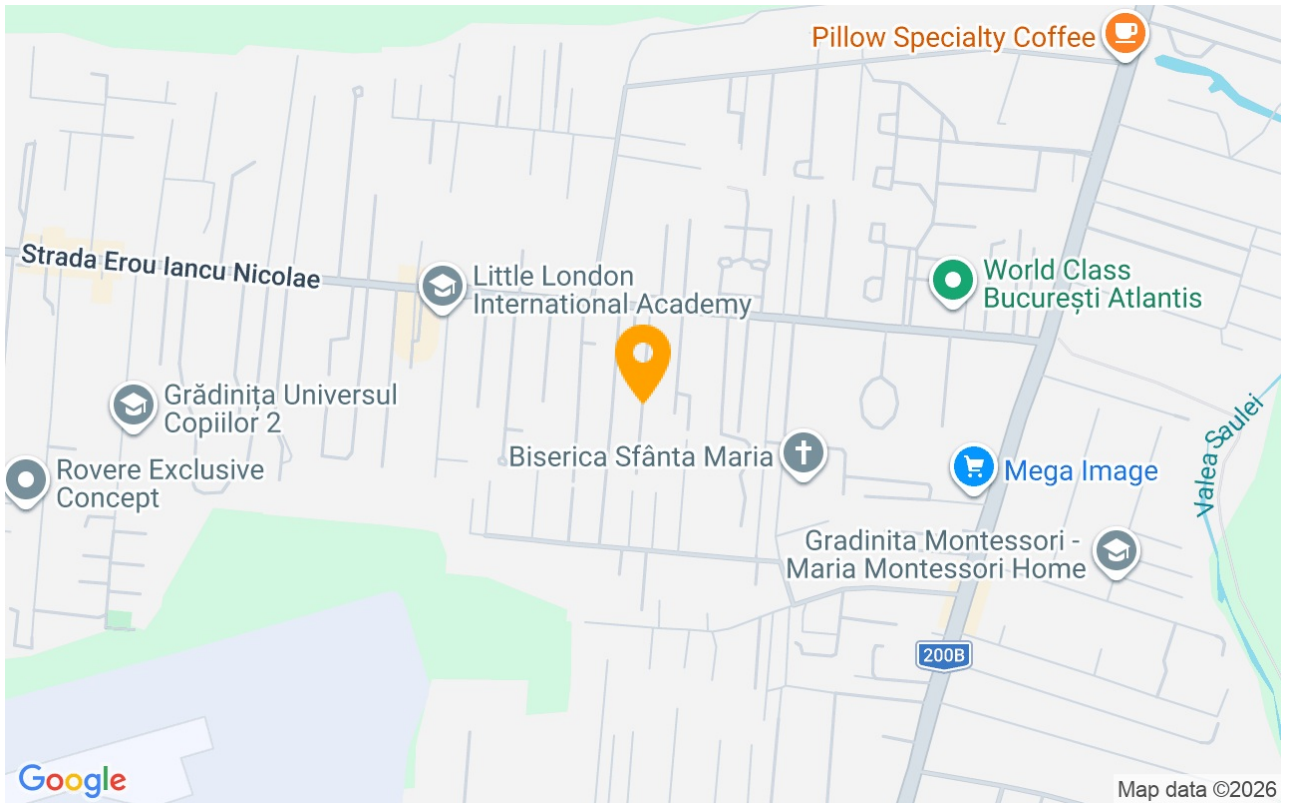 Pillow Specialty Coffee
Strada Erou Iancu Nicolae
Little London
International Academy
World Class
București Atlantis
Grădinița Universul
Copiilor 2
Rovere Exclusive
Concept
Biserica Sfânta Maria
Mega Image
Valea Saulei
Gradinita Montessori -
Maria Montessori Home
200B
Google
Map data ©2026